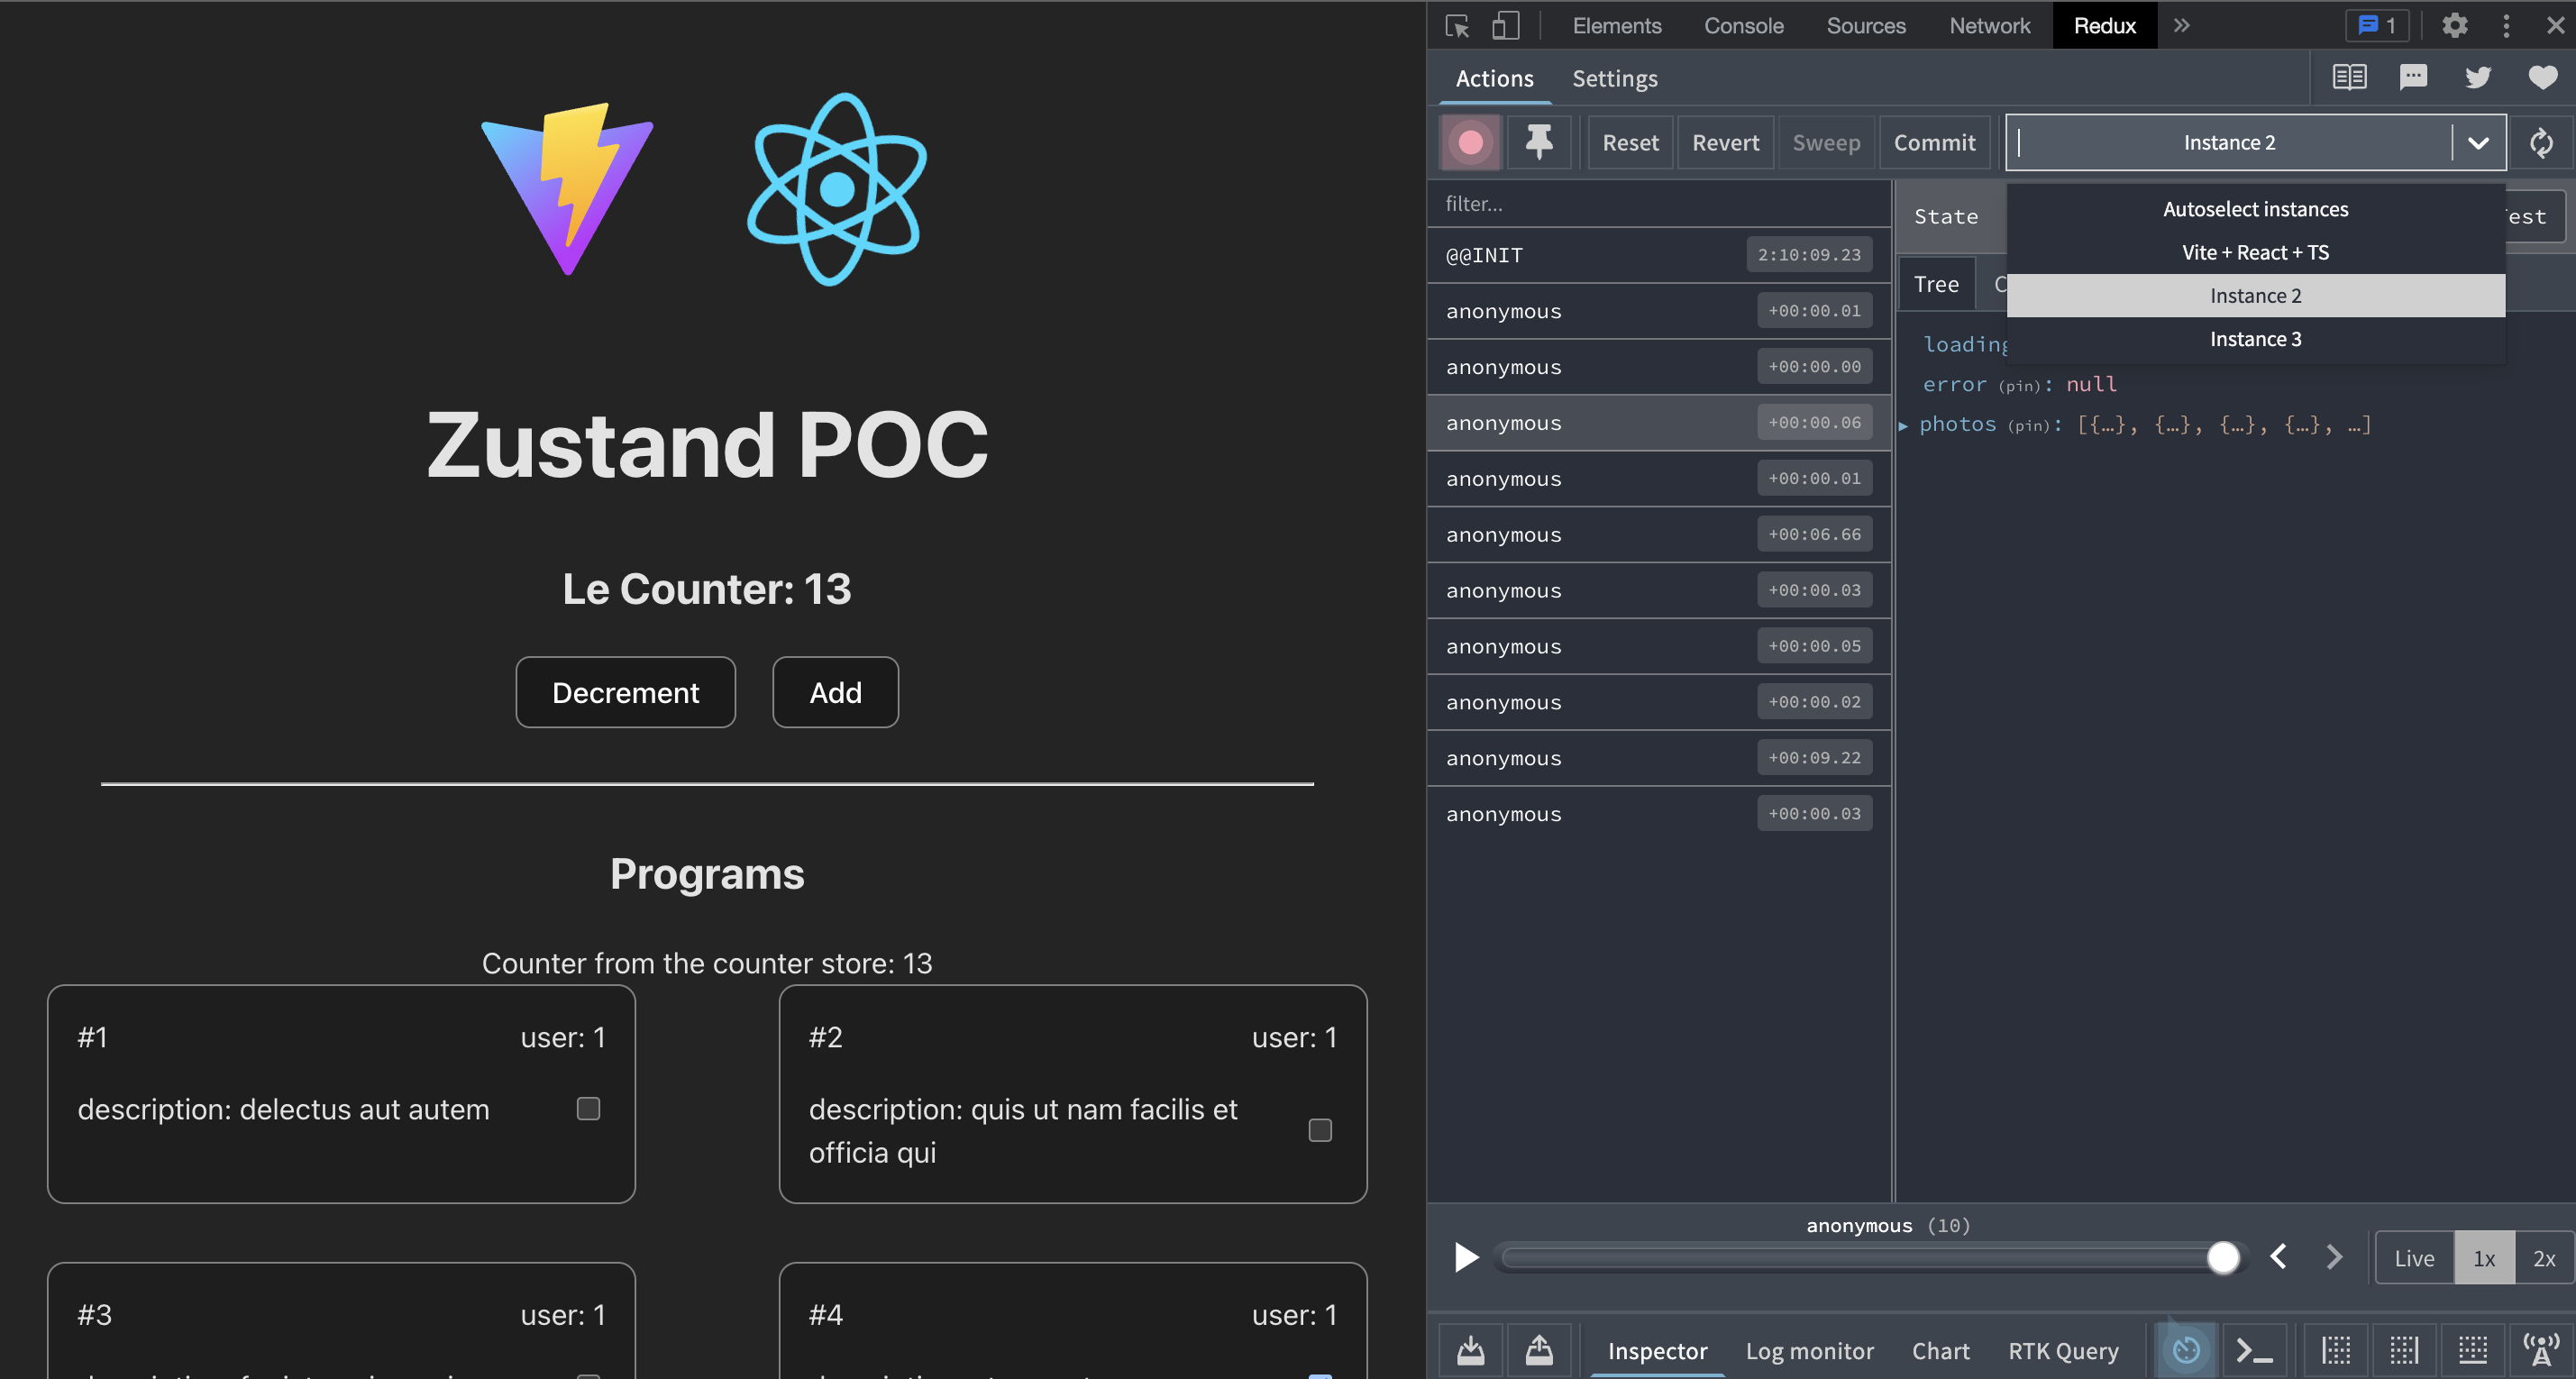 Zustand POC
Le Counter: 13
Decrement
Add
Programs
Counter from the counter store: 13
#1 user: 1
description: delectus aut autem
#2 user: 1
description: quis ut nam facilis et
officia qui
#3 user: 1
#4 user: 1
Elements Console Sources Network Redux » 1
Actions Settings
Reset Revert Sweep Commit Instance 2
filter...
@@INIT 2:10:09.23
anonymous +00:00.01
anonymous +00:00.00
anonymous +00:00.06
anonymous +00:00.01
anonymous +00:06.66
anonymous +00:00.03
anonymous +00:00.05
anonymous +00:00.02
anonymous +00:09.22
anonymous +00:00.03
State
Autoselect instances
Vite + React + TS
Instance 2
Instance 3
Tree
error (pin): null
photos (pin): [{…}, {…}, {…}, {…}, …]
anonymous (10)
Live 1x 2x
Inspector Log monitor Chart RTK Query